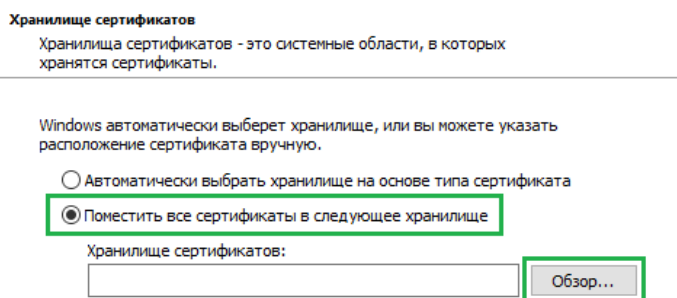 Хранилище сертификатов
Хранилища сертификатов - это системные области, в которых
хранятся сертификаты.
Windows автоматически выберет хранилище, или вы можете указать
расположение сертификата вручную.
Автоматически выбрать хранилище на основе типа сертификата
Поместить все сертификаты в следующее хранилище
Хранилище сертификатов:
Обзор...